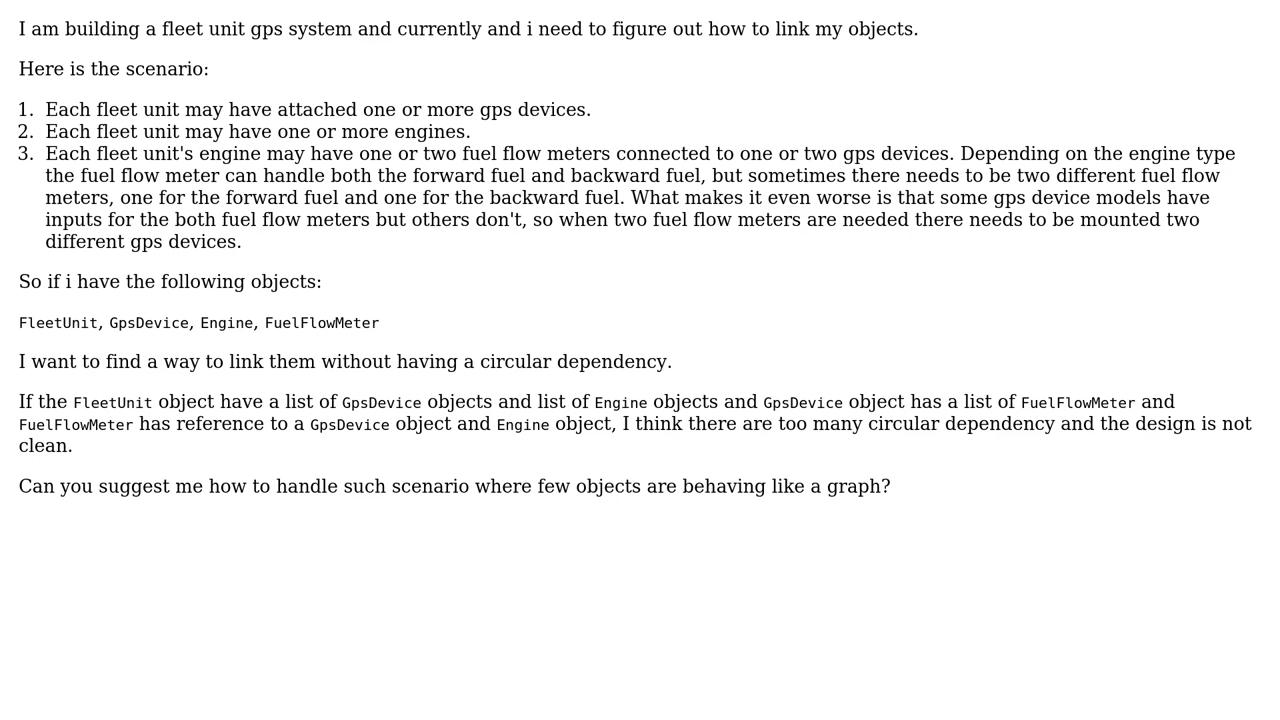 I am building a fleet unit gps system and currently and i need to figure out how to link my objects.
Here is the scenario:
1. Each fleet unit may have attached one or more gps devices.
2. Each fleet unit may have one or more engines.
3. Each fleet unit's engine may have one or two fuel flow meters connected to one or two gps devices. Depending on the engine type
the fuel flow meter can handle both the forward fuel and backward fuel, but sometimes there needs to be two different fuel flow
meters, one for the forward fuel and one for the backward fuel. What makes it even worse is that some gps device models have
inputs for the both fuel flow meters but others don't, so when two fuel flow meters are needed there needs to be mounted two
different gps devices.
So if i have the following objects:
FleetUnit, GpsDevice, Engine, FuelFlowMeter
I want to find a way to link them without having a circular dependency.
If the FleetUnit object have a list of GpsDevice objects and list of Engine objects and GpsDevice object has a list of FuelFlowMeter and
FuelFlowMeter has reference to a GpsDevice object and Engine object, I think there are too many circular dependency and the design is not
clean.
Can you suggest me how to handle such scenario where few objects are behaving like a graph?